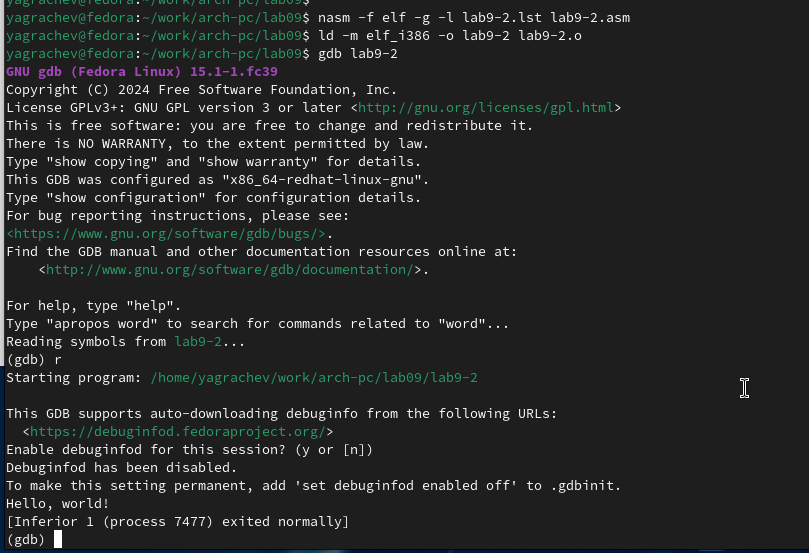 yagrachev@fedora:~/work/arch-pc/lab09$
yagrachev@fedora:~/work/arch-pc/lab09$ nasm -f elf -g -l lab9-2.lst lab9-2.asm
yagrachev@fedora:~/work/arch-pc/lab09$ ld -m elf_i386 -o lab9-2 lab9-2.o
yagrachev@fedora:~/work/arch-pc/lab09$ gdb lab9-2
GNU gdb (Fedora Linux) 15.1-1.fc39
Copyright (C) 2024 Free Software Foundation, Inc.
License GPLv3+: GNU GPL version 3 or later <http://gnu.org/licenses/gpl.html>
This is free software: you are free to change and redistribute it.
There is NO WARRANTY, to the extent permitted by law.
Type "show copying" and "show warranty" for details.
This GDB was configured as "x86_64-redhat-linux-gnu".
Type "show configuration" for configuration details.
For bug reporting instructions, please see:
<https://www.gnu.org/software/gdb/bugs/>.
Find the GDB manual and other documentation resources online at:
    <http://www.gnu.org/software/gdb/documentation/>.

For help, type "help".
Type "apropos word" to search for commands related to "word"...
Reading symbols from lab9-2...
(gdb) r
Starting program: /home/yagrachev/work/arch-pc/lab09/lab9-2

This GDB supports auto-downloading debuginfo from the following URLs:
  <https://debuginfod.fedoraproject.org/>
Enable debuginfod for this session? (y or [n])
Debuginfod has been disabled.
To make this setting permanent, add 'set debuginfod enabled off' to .gdbinit.
Hello, world!
[Inferior 1 (process 7477) exited normally]
(gdb)